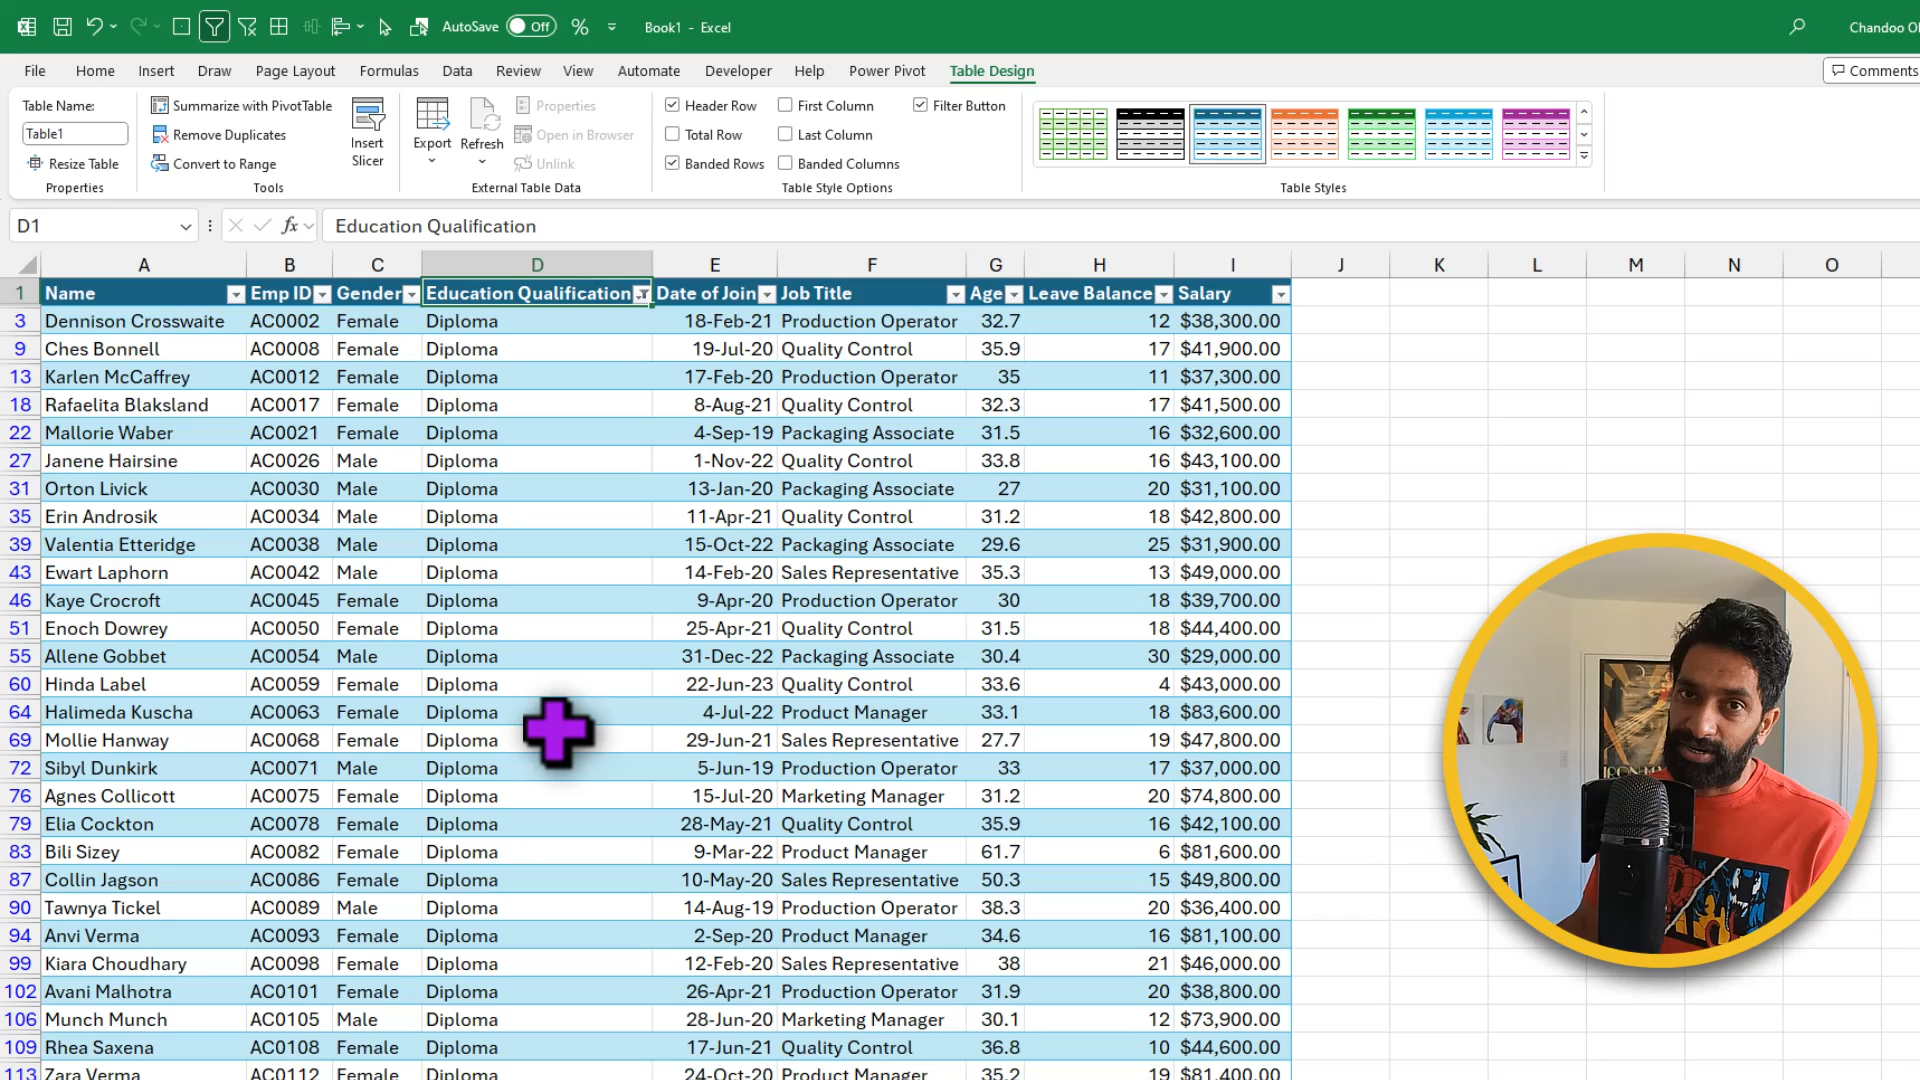 AutoSave Off % Book1 - Excel Chandoo
File Home Insert Draw Page Layout Formulas Data Review View Automate Developer Help Power Pivot Table Design Comments
Table Name: Summarize with PivotTable Properties Header Row First Column Filter Button
Table1 Remove Duplicates Insert Slicer Export Refresh Open in Browser Total Row Last Column
Resize Table Convert to Range Unlink Banded Rows Banded Columns
Properties Tools External Table Data Table Style Options Table Styles
D1 fx Education Qualification
A B C D E F G H I J K L M N O
1 Name Emp ID Gender Education Qualification Date of Join Job Title Age Leave Balance Salary
3 Dennison Crosswaite AC0002 Female Diploma 18-Feb-21 Production Operator 32.7 12 $38,300.00
9 Ches Bonnell AC0008 Female Diploma 19-Jul-20 Quality Control 35.9 17 $41,900.00
13 Karlen McCaffrey AC0012 Female Diploma 17-Feb-20 Production Operator 35 11 $37,300.00
18 Rafaelita Blaksland AC0017 Female Diploma 8-Aug-21 Quality Control 32.3 17 $41,500.00
22 Mallorie Waber AC0021 Female Diploma 4-Sep-19 Packaging Associate 31.5 16 $32,600.00
27 Janene Hairsine AC0026 Male Diploma 1-Nov-22 Quality Control 33.8 16 $43,100.00
31 Orton Livick AC0030 Male Diploma 13-Jan-20 Packaging Associate 27 20 $31,100.00
35 Erin Androsik AC0034 Male Diploma 11-Apr-21 Quality Control 31.2 18 $42,800.00
39 Valentia Etteridge AC0038 Male Diploma 15-Oct-22 Packaging Associate 29.6 25 $31,900.00
43 Ewart Laphorn AC0042 Male Diploma 14-Feb-20 Sales Representative 35.3 13 $49,000.00
46 Kaye Crocroft AC0045 Female Diploma 9-Apr-20 Production Operator 30 18 $39,700.00
51 Enoch Dowrey AC0050 Female Diploma 25-Apr-21 Quality Control 31.5 18 $44,400.00
55 Allene Gobbet AC0054 Male Diploma 31-Dec-22 Packaging Associate 30.4 30 $29,000.00
60 Hinda Label AC0059 Female Diploma 22-Jun-23 Quality Control 33.6 4 $43,000.00
64 Halimeda Kuscha AC0063 Female Diploma 4-Jul-22 Product Manager 33.1 18 $83,600.00
69 Mollie Hanway AC0068 Female Diploma 29-Jun-21 Sales Representative 27.7 19 $47,800.00
72 Sibyl Dunkirk AC0071 Male Diploma 5-Jun-19 Production Operator 33 17 $37,000.00
76 Agnes Collicott AC0075 Female Diploma 15-Jul-20 Marketing Manager 31.2 20 $74,800.00
79 Elia Cockton AC0078 Female Diploma 28-May-21 Quality Control 35.9 16 $42,100.00
83 Bili Sizey AC0082 Female Diploma 9-Mar-22 Product Manager 61.7 6 $81,600.00
87 Collin Jagson AC0086 Female Diploma 10-May-20 Sales Representative 50.3 15 $49,800.00
90 Tawnya Tickel AC0089 Male Diploma 14-Aug-19 Production Operator 38.3 20 $36,400.00
94 Anvi Verma AC0093 Female Diploma 2-Sep-20 Product Manager 34.6 16 $81,100.00
99 Kiara Choudhary AC0098 Female Diploma 12-Feb-20 Sales Representative 38 21 $46,000.00
102 Avani Malhotra AC0101 Female Diploma 26-Apr-21 Production Operator 31.9 20 $38,800.00
106 Munch Munch AC0105 Male Diploma 28-Jun-20 Marketing Manager 30.1 12 $73,900.00
109 Rhea Saxena AC0108 Female Diploma 17-Jun-21 Quality Control 36.8 10 $44,600.00
113 Zara Verma AC0112 Female Diploma 24-Oct-20 Product Manager 35.2 19 $81,400.00